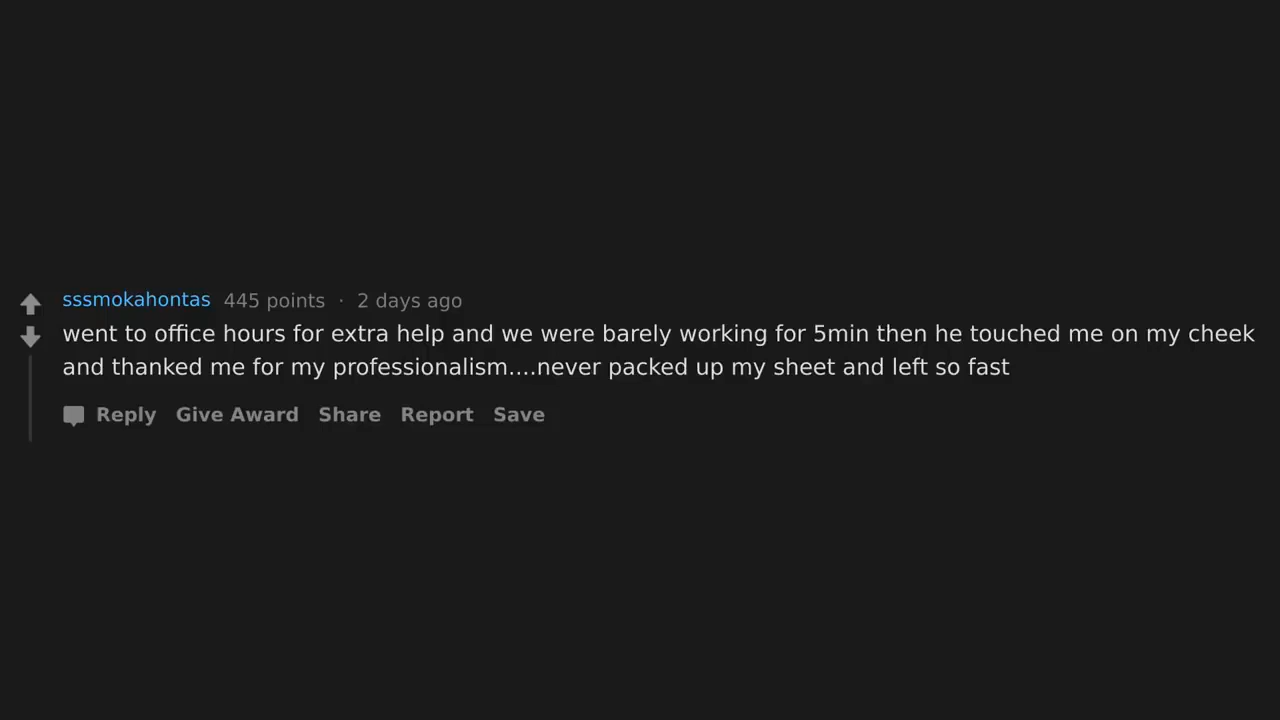 sssmokahontas 445 points · 2 days ago
went to office hours for extra help and we were barely working for 5min then he touched me on my cheek
and thanked me for my professionalism....never packed up my sheet and left so fast
Reply Give Award Share Report Save